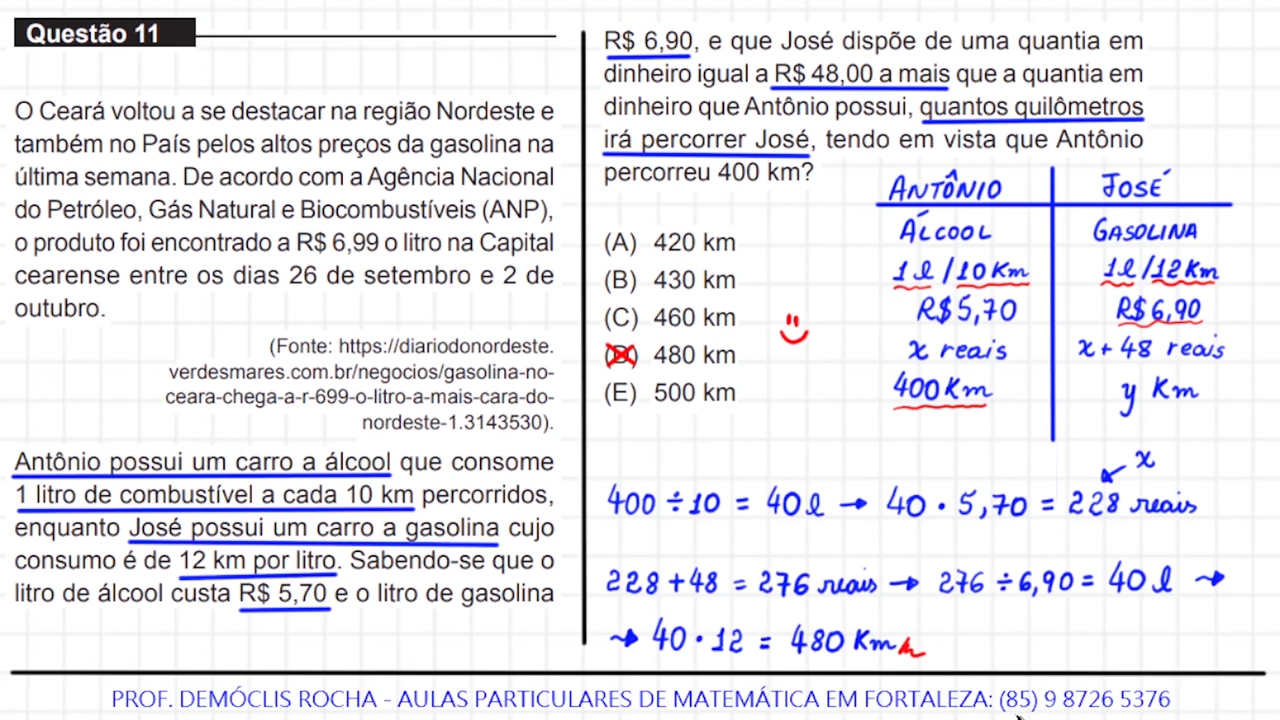 Questão 11
O Ceará voltou a se destacar na região Nordeste e
também no País pelos altos preços da gasolina na
última semana. De acordo com a Agência Nacional
do Petróleo, Gás Natural e Biocombustíveis (ANP),
o produto foi encontrado a R$ 6,99 o litro na Capital
cearense entre os dias 26 de setembro e 2 de
outubro.
(Fonte: https://diariodonordeste.
verdesmares.com.br/negocios/gasolina-no-
ceara-chega-a-r-699-o-litro-a-mais-cara-do-
nordeste-1.3143530).
Antônio possui um carro a álcool que consome
1 litro de combustível a cada 10 km percorridos,
enquanto José possui um carro a gasolina cujo
consumo é de 12 km por litro. Sabendo-se que o
litro de álcool custa R$ 5,70 e o litro de gasolina
R$ 6,90, e que José dispõe de uma quantia em
dinheiro igual a R$ 48,00 a mais que a quantia em
dinheiro que Antônio possui, quantos quilômetros
irá percorrer José, tendo em vista que Antônio
percorreu 400 km?
(A) 420 km
(B) 430 km
(C) 460 km
(D) 480 km
(E) 500 km
ANTÔNIO JOSÉ
ÁLCOOL GASOLINA
1l/10Km 1l/12Km
R$5,70 R$6,90
x reais x+48 reais
400Km y Km
x
400÷10 = 40l → 40·5,70 = 228 reais
228+48 = 276 reais → 276÷6,90 = 40l →
→ 40·12 = 480 Km
PROF. DEMÓCLIS ROCHA - AULAS PARTICULARES DE MATEMÁTICA EM FORTALEZA: (85) 9 8726 5376